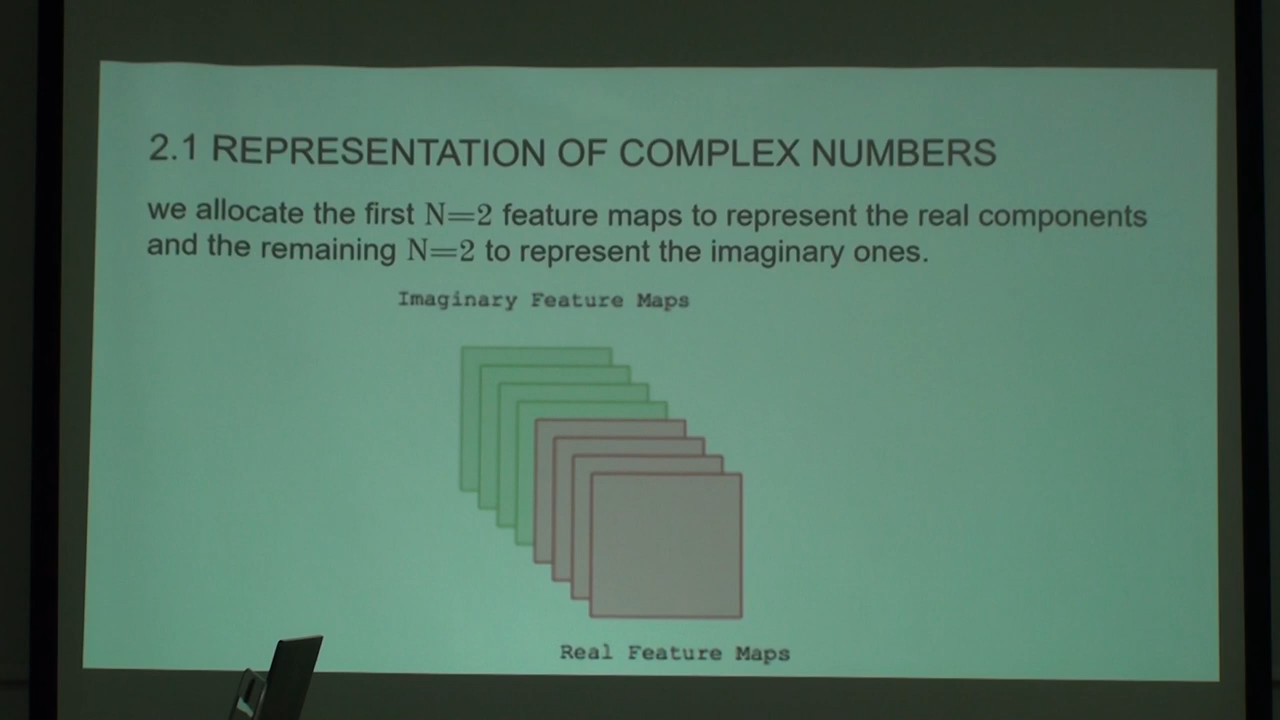 2.1 REPRESENTATION OF COMPLEX NUMBERS
we allocate the first N=2 feature maps to represent the real components
and the remaining N=2 to represent the imaginary ones.
Imaginary Feature Maps
Real Feature Maps